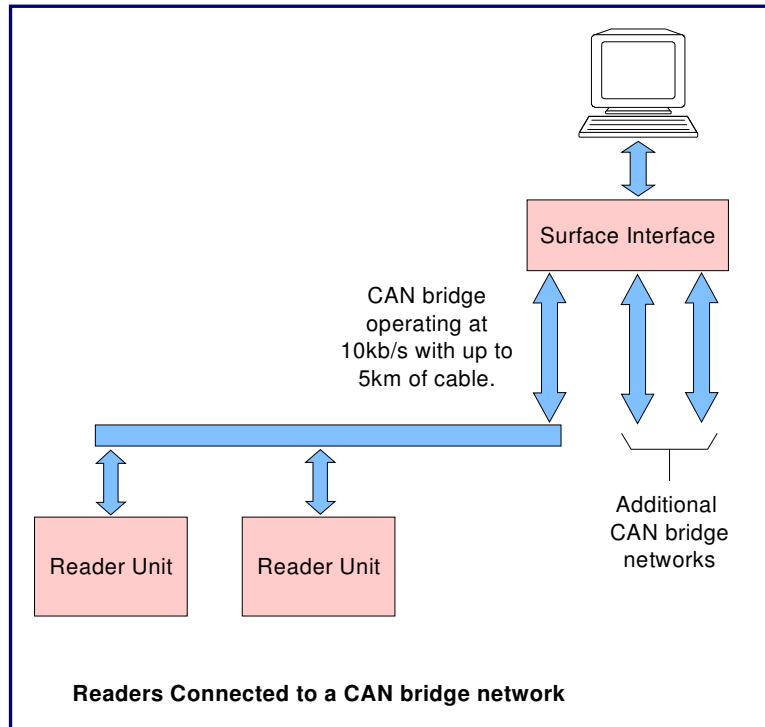 Surface Interface
CAN bridge
operating at
10kb/s with up to
5km of cable.
Reader Unit
Reader Unit
Additional
CAN bridge
networks
Readers Connected to a CAN bridge network